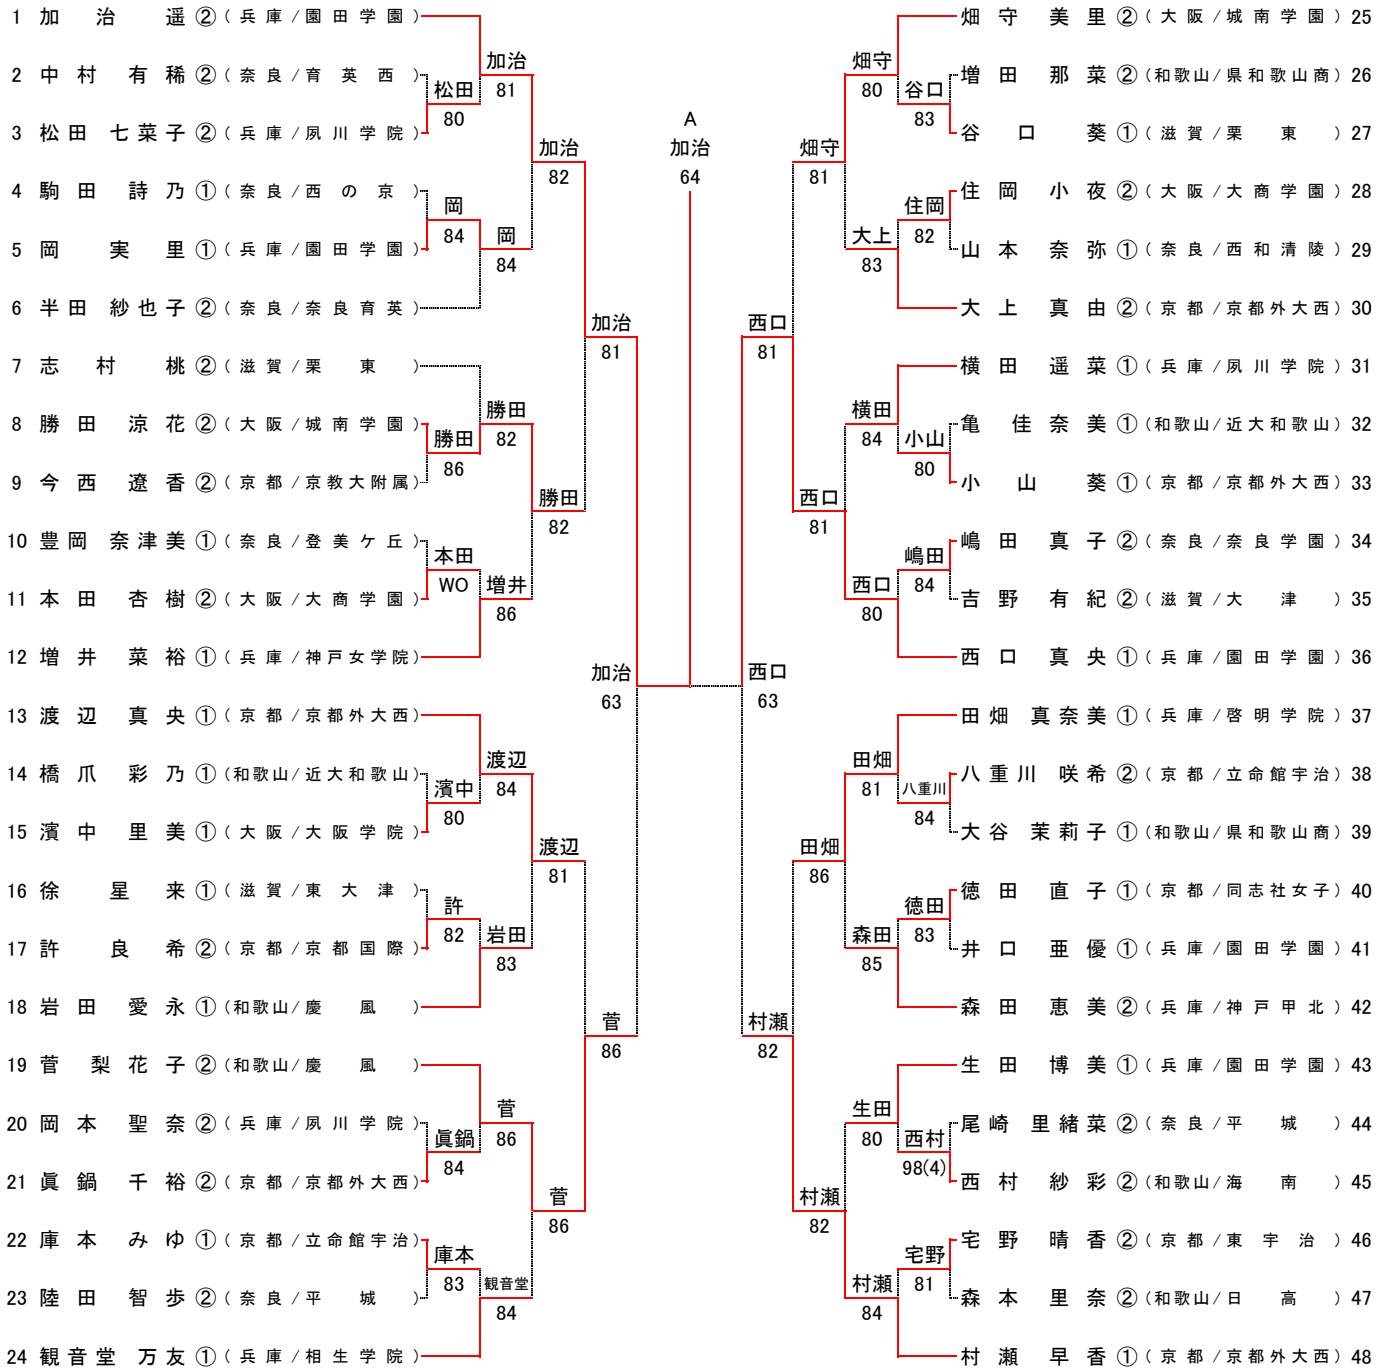 1 加治 遥 ② (兵庫/園田学園)
2 中村 有稀 ② (奈良/育英西)
3 松田 七菜子 ② (兵庫/夙川学院)
4 駒田 詩乃 ① (奈良/西の京)
5 岡 実里 ① (兵庫/園田学園)
6 半田 紗也子 ② (奈良/奈良育英)
7 志村 桃 ② (滋賀/栗東)
8 勝田 涼花 ② (大阪/城南学園)
9 今西 遼香 ② (京都/京教大附属)
10 豊岡 奈津美 ① (奈良/登美ケ丘)
11 本田 杏樹 ② (大阪/大商学園)
12 増井 菜裕 ① (兵庫/神戸女学院)
13 渡辺 真央 ① (京都/京都外大西)
14 橋爪 彩乃 ① (和歌山/近大和歌山)
15 濱中 里美 ① (大阪/大阪学院)
16 徐 星来 ① (滋賀/東大津)
17 許 良希 ② (京都/京都国際)
18 岩田 愛永 ① (和歌山/慶風)
19 菅 梨花子 ② (和歌山/慶風)
20 岡本 聖奈 ② (兵庫/夙川学院)
21 眞鍋 千裕 ② (京都/京都外大西)
22 庫本 みゆ ① (京都/立命館宇治)
23 陸田 智歩 ② (奈良/平城)
24 観音堂 万友 ① (兵庫/相生学院)
松田
80
岡
84
勝田
86
本田
WO
濱中
80
許
82
眞鍋
84
庫本
83
加治
81
岡
84
勝田
82
増井
86
渡辺
84
岩田
83
菅
86
観音堂
84
加治
82
勝田
82
渡辺
81
菅
86
加治
81
菅
86
加治
63
A
加治
64
西口
63
西口
81
村瀬
82
畑守
81
西口
81
田畑
86
村瀬
82
畑守
80
大上
83
横田
84
西口
80
田畑
81
森田
85
生田
80
村瀬
84
谷口
83
住岡
82
小山
80
嶋田
84
八重川
84
徳田
83
西村
98(4)
宅野
81
畑守 美里 ② (大阪/城南学園) 25
増田 那菜 ② (和歌山/県和歌山商) 26
谷口 葵 ① (滋賀/栗東) 27
住岡 小夜 ② (大阪/大商学園) 28
山本 奈弥 ① (奈良/西和清陵) 29
大上 真由 ② (京都/京都外大西) 30
横田 遥菜 ① (兵庫/夙川学院) 31
亀 佳奈美 ① (和歌山/近大和歌山) 32
小山 葵 ① (京都/京都外大西) 33
嶋田 真子 ② (奈良/奈良学園) 34
吉野 有紀 ② (滋賀/大津) 35
西口 真央 ① (兵庫/園田学園) 36
田畑 真奈美 ① (兵庫/啓明学院) 37
八重川 咲希 ② (京都/立命館宇治) 38
大谷 茉莉子 ① (和歌山/県和歌山商) 39
徳田 直子 ① (京都/同志社女子) 40
井口 亜優 ① (兵庫/園田学園) 41
森田 恵美 ② (兵庫/神戸甲北) 42
生田 博美 ① (兵庫/園田学園) 43
尾崎 里緒菜 ② (奈良/平城) 44
西村 紗彩 ② (和歌山/海南) 45
宅野 晴香 ② (京都/東宇治) 46
森本 里奈 ② (和歌山/日高) 47
村瀬 早香 ① (京都/京都外大西) 48